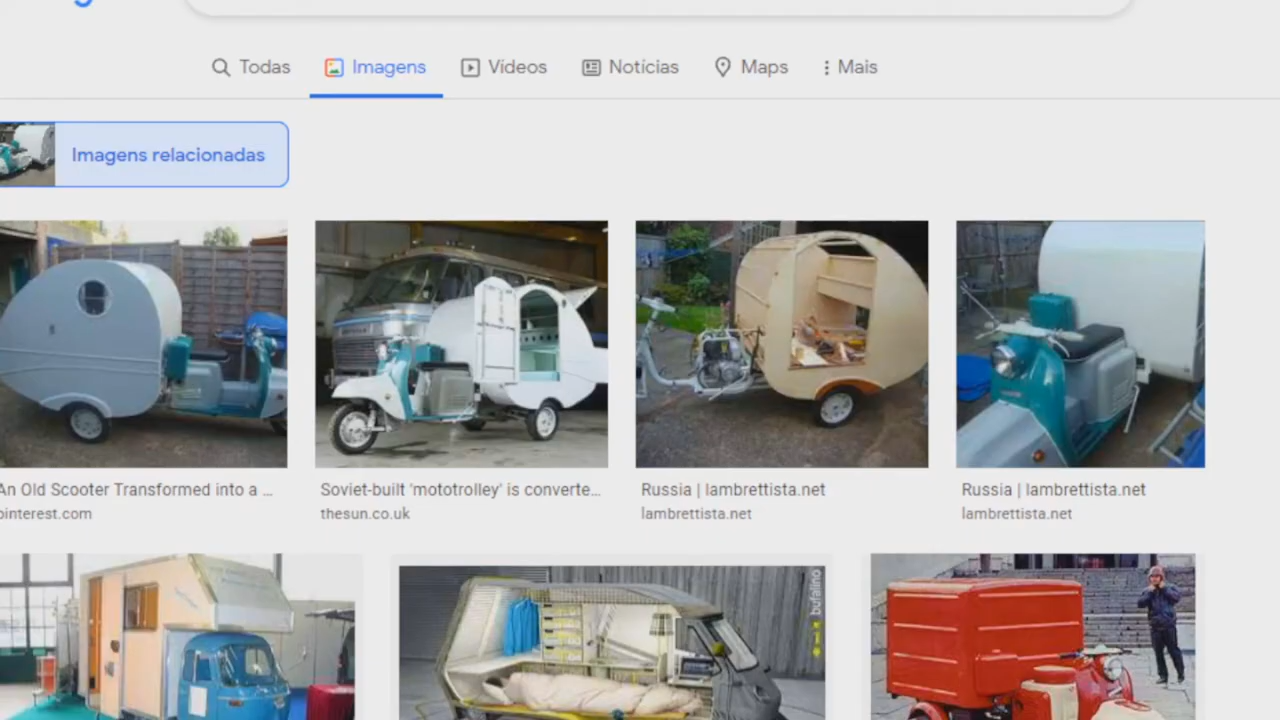 Todas
Imagens
Vídeos
Notícias
Maps
Mais
Imagens relacionadas
An Old Scooter Transformed into a ...
pinterest.com
Soviet-built 'mototrolley' is converte...
thesun.co.uk
Russia | lambrettista.net
lambrettista.net
Russia | lambrettista.net
lambrettista.net
bufalino